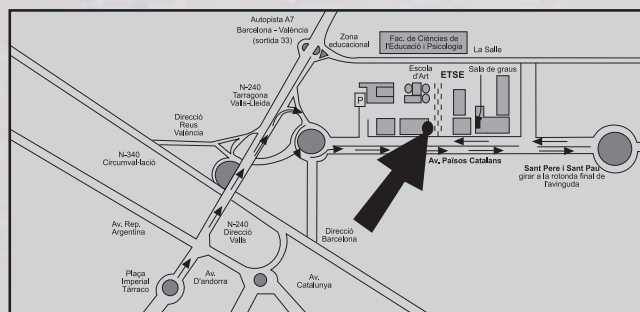 Autopista A7
Barcelona - València
(sortida 33)
Zona
educacional
Fac. de Ciències de
l'Educació i Psicologia
La Salle
Escola
d'Art
ETSE
Sala de graus
P
N-240
Tarragona
Valls-Lleida
Direcció
Reus
València
N-340
Circumval·lació
Av. Països Catalans
Sant Pere i Sant Pau
girar a la rotonda final de
l'avinguda
Av. Rep.
Argentina
N-240
Direcció
Valls
Direcció
Barcelona
Plaça
Imperial
Tàrraco
Av.
D'andorra
Av.
Catalunya